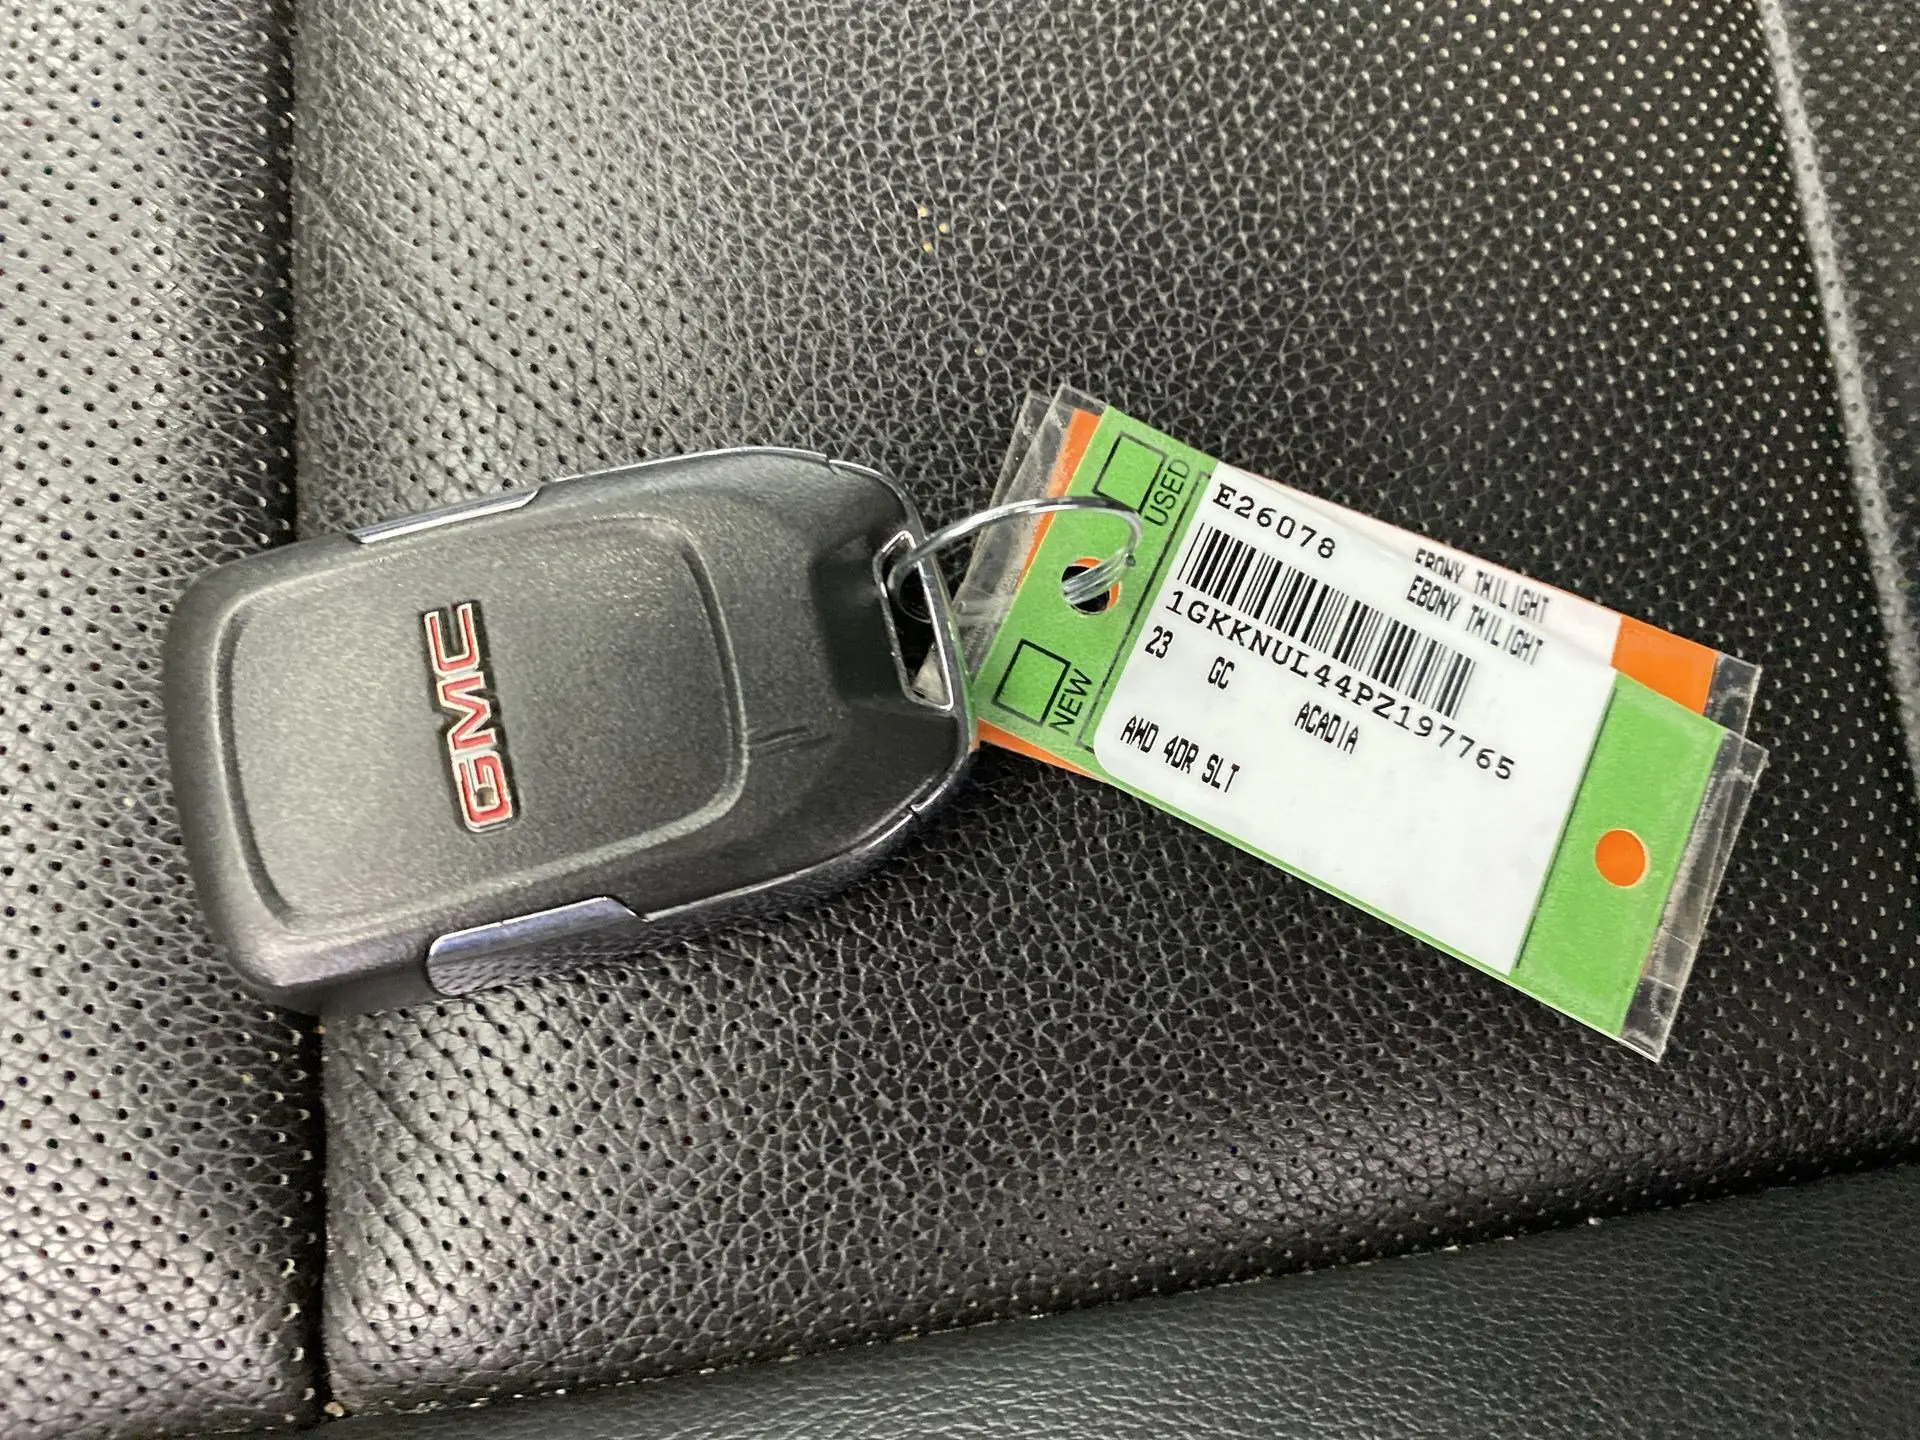 GMC
USED
NEW
E26078
EBONY TWILIGHT
EBONY TWILIGHT
1GKKNUL44PZ197765
23 GC ACADIA
AWD 4DR SLT